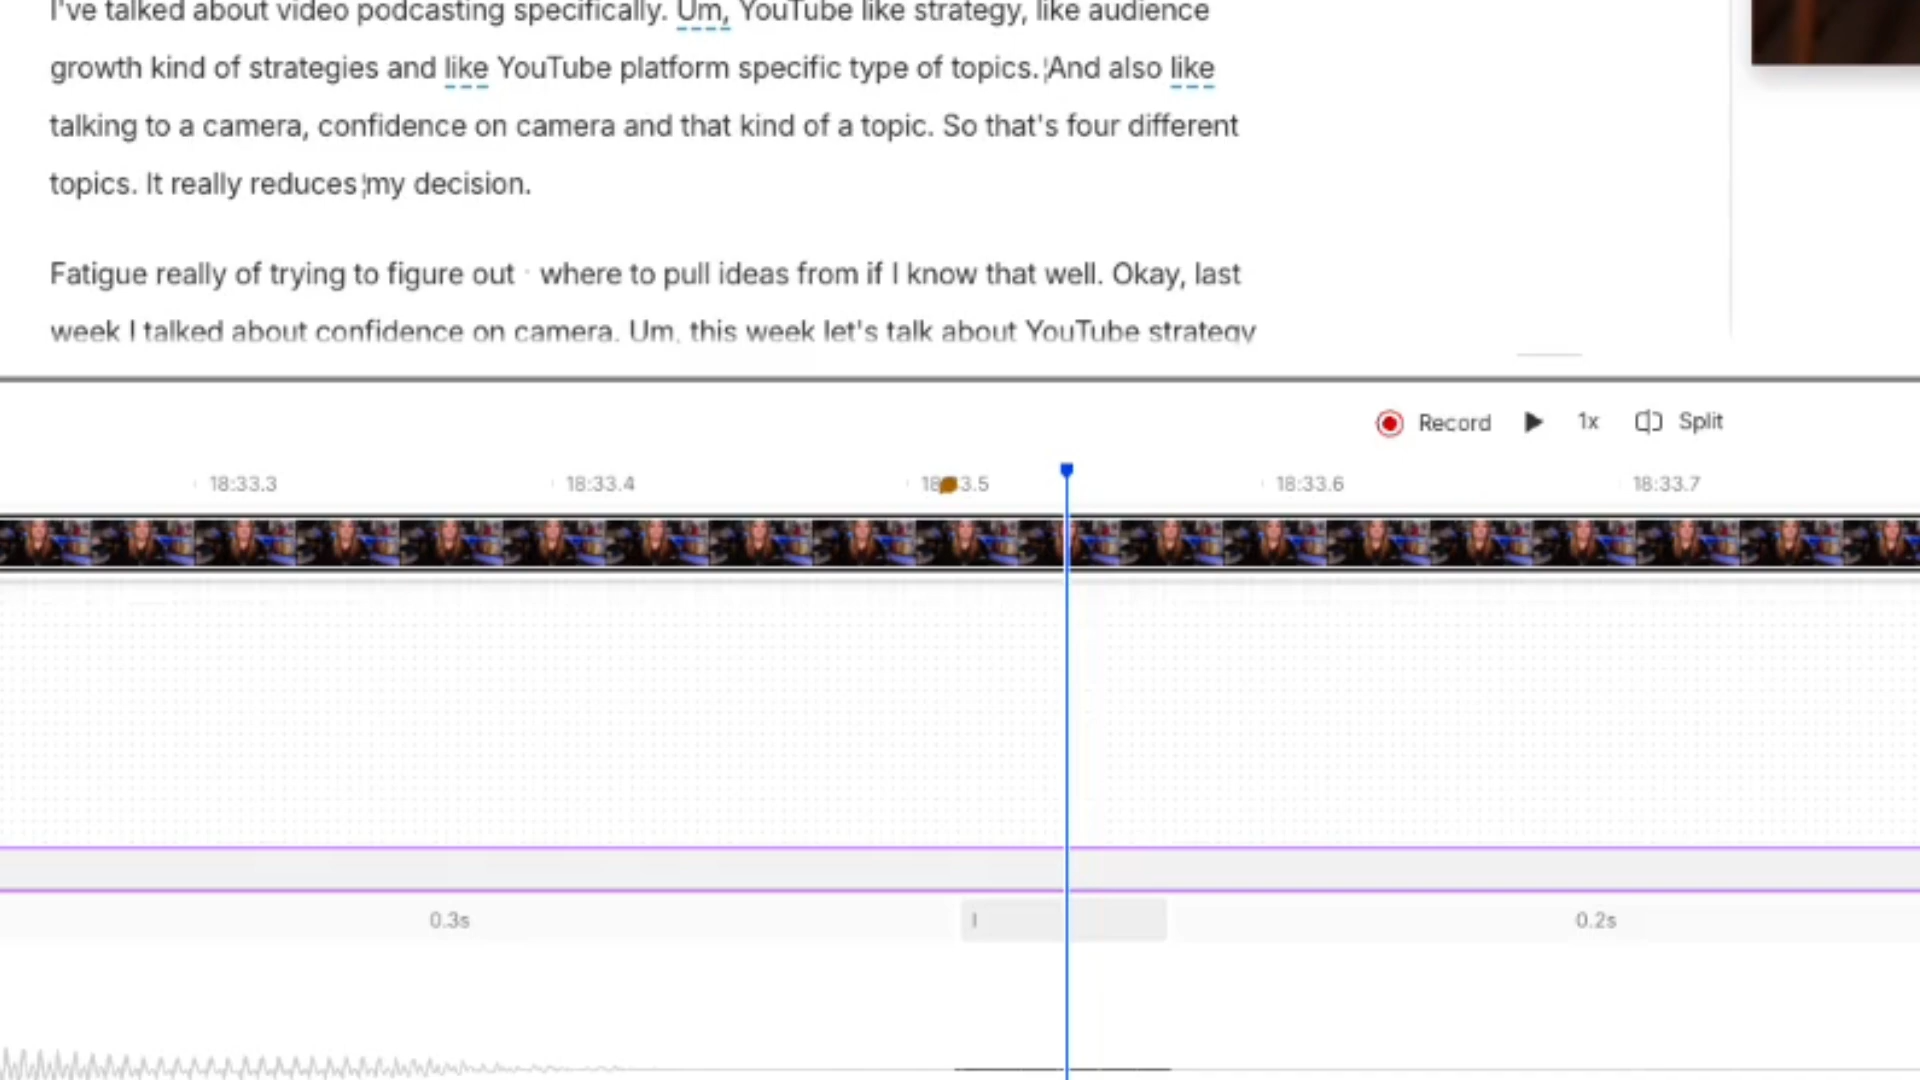 I've talked about video podcasting specifically. Um, YouTube like strategy, like audience
growth kind of strategies and like YouTube platform specific type of topics. And also like
talking to a camera, confidence on camera and that kind of a topic. So that's four different
topics. It really reduces my decision.
Fatigue really of trying to figure out · where to pull ideas from if I know that well. Okay, last
week I talked about confidence on camera. Um, this week let's talk about YouTube strategy
Record 1x Split
18:33.3 18:33.4 18:33.5 18:33.6 18:33.7
0.3s I 0.2s